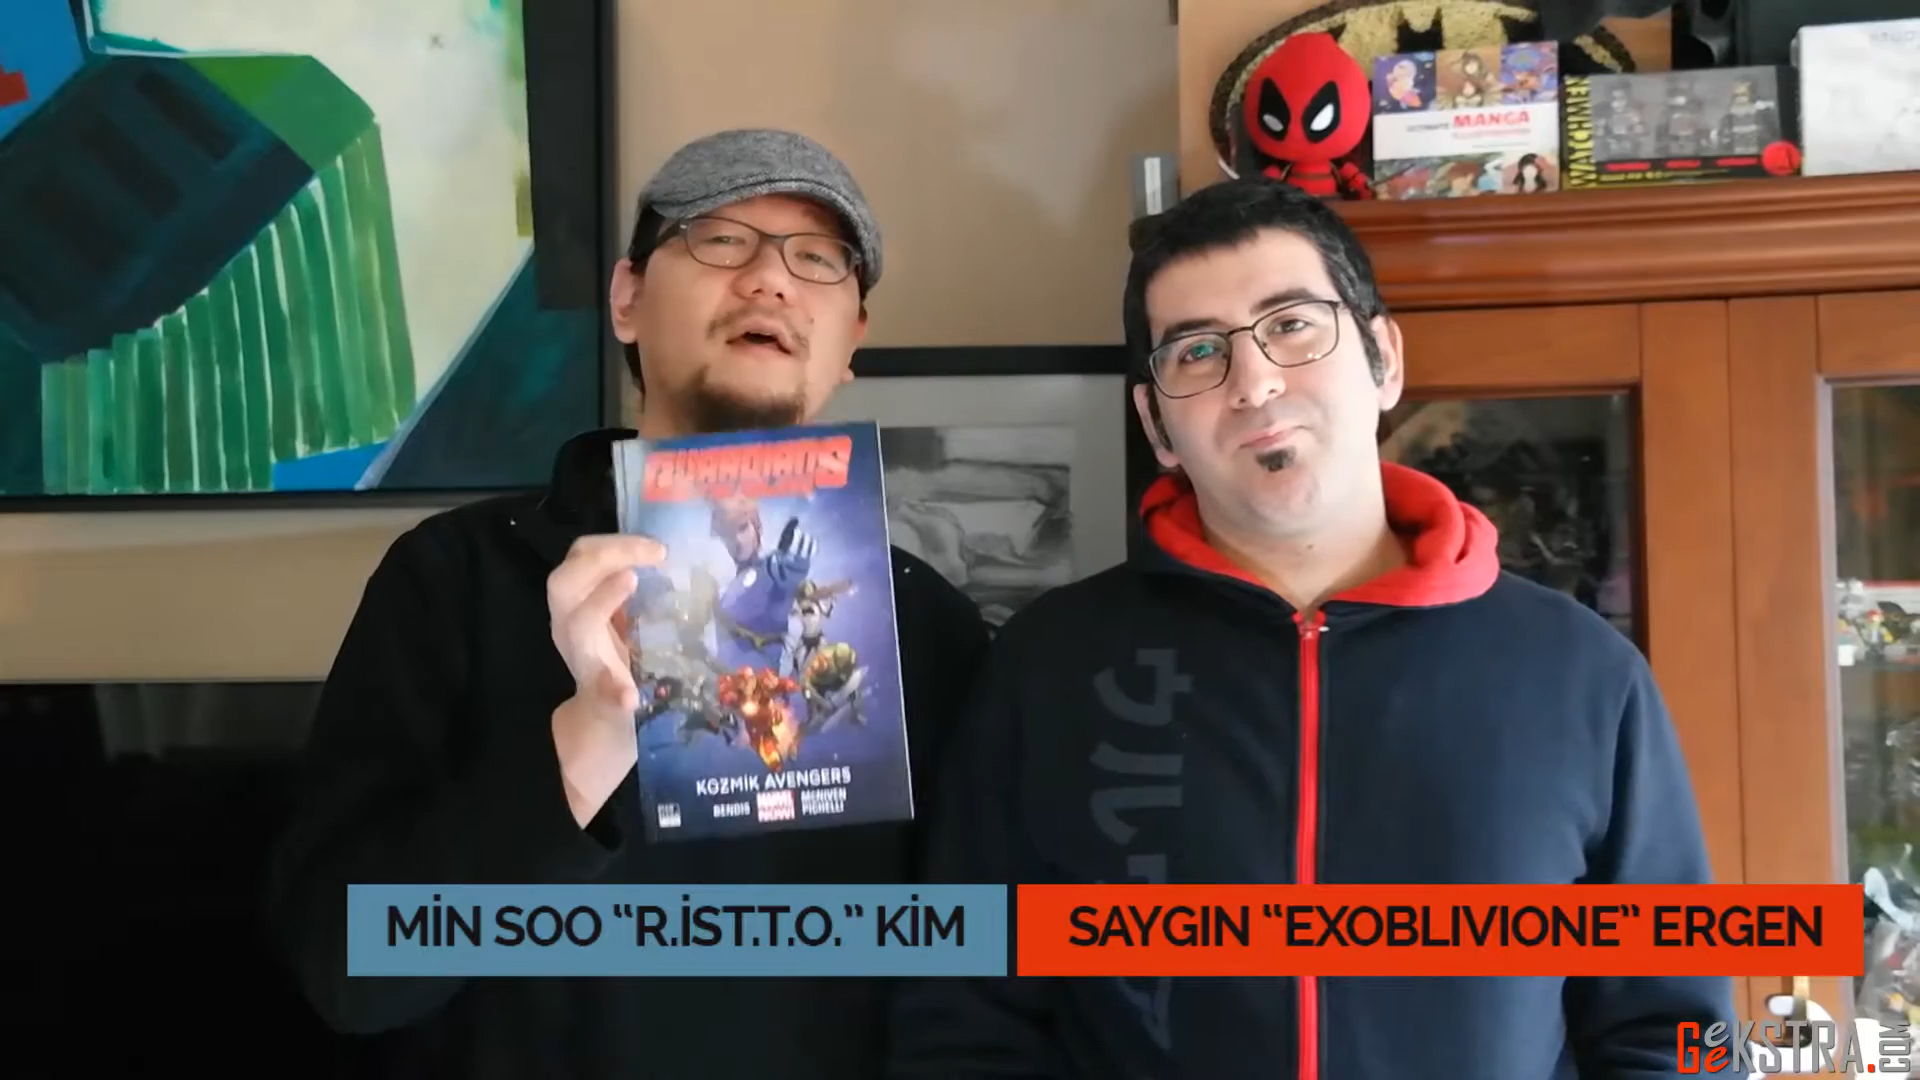 MANGA
WATCHMEN
GUARDIANS
KOZMİK AVENGERS
BENDIS
MARVEL
NOW!
MCNIVEN
PICHELLI
MİN SOO “R.İST.T.O.” KİM
SAYGIN “EXOBLIVIONE” ERGEN
GeeKSTRA.COM